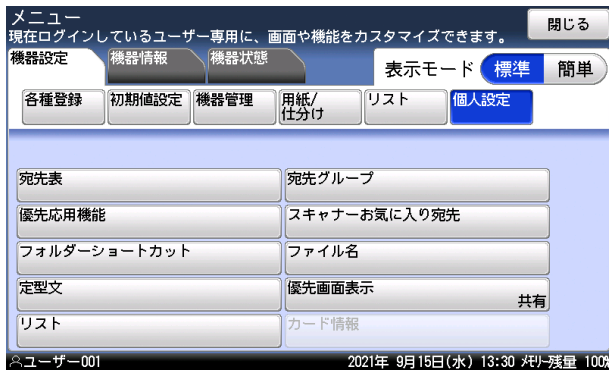 メニュー
現在ログインしているユーザー専用に、画面や機能をカスタマイズできます。
閉じる
機器設定 機器情報 機器状態
表示モード 標準 簡単
各種登録 初期値設定 機器管理 用紙/
仕分け リスト 個人設定
宛先表 宛先グループ
優先応用機能 スキャナーお気に入り宛先
フォルダーショートカット ファイル名
定型文 優先画面表示
共有
リスト カード情報
ユーザー001 2021年 9月15日(水) 13:30 メモリー残量 100%